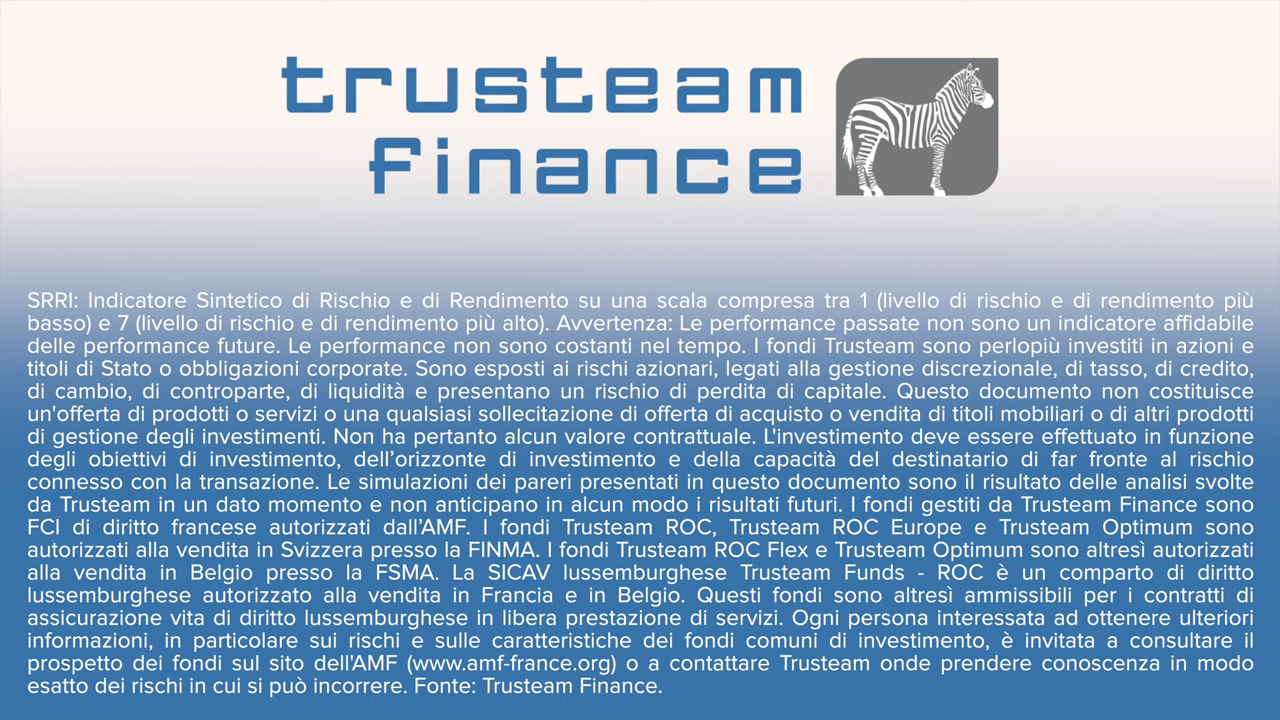 trusteam
finance
SRRI: Indicatore Sintetico di Rischio e di Rendimento su una scala compresa tra 1 (livello di rischio e di rendimento più
basso) e 7 (livello di rischio e di rendimento più alto). Avvertenza: Le performance passate non sono un indicatore affidabile
delle performance future. Le performance non sono costanti nel tempo. I fondi Trusteam sono perlopiù investiti in azioni e
titoli di Stato o obbligazioni corporate. Sono esposti ai rischi azionari, legati alla gestione discrezionale, di tasso, di credito,
di cambio, di controparte, di liquidità e presentano un rischio di perdita di capitale. Questo documento non costituisce
un'offerta di prodotti o servizi o una qualsiasi sollecitazione di offerta di acquisto o vendita di titoli mobiliari o di altri prodotti
di gestione degli investimenti. Non ha pertanto alcun valore contrattuale. L'investimento deve essere effettuato in funzione
degli obiettivi di investimento, dell’orizzonte di investimento e della capacità del destinatario di far fronte al rischio
connesso con la transazione. Le simulazioni dei pareri presentati in questo documento sono il risultato delle analisi svolte
da Trusteam in un dato momento e non anticipano in alcun modo i risultati futuri. I fondi gestiti da Trusteam Finance sono
FCI di diritto francese autorizzati dall’AMF. I fondi Trusteam ROC, Trusteam ROC Europe e Trusteam Optimum sono
autorizzati alla vendita in Svizzera presso la FINMA. I fondi Trusteam ROC Flex e Trusteam Optimum sono altresì autorizzati
alla vendita in Belgio presso la FSMA. La SICAV lussemburghese Trusteam Funds - ROC è un comparto di diritto
lussemburghese autorizzato alla vendita in Francia e in Belgio. Questi fondi sono altresì ammissibili per i contratti di
assicurazione vita di diritto lussemburghese in libera prestazione di servizi. Ogni persona interessata ad ottenere ulteriori
informazioni, in particolare sui rischi e sulle caratteristiche dei fondi comuni di investimento, è invitata a consultare il
prospetto dei fondi sul sito dell'AMF (www.amf-france.org) o a contattare Trusteam onde prendere conoscenza in modo
esatto dei rischi in cui si può incorrere. Fonte: Trusteam Finance.